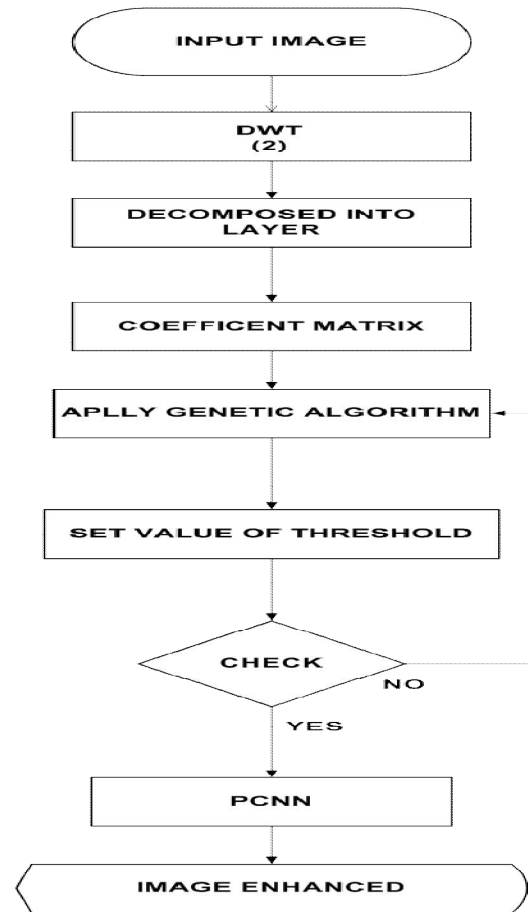 INPUT IMAGE
DWT
(2)
DECOMPOSED INTO
LAYER
COEFFICENT MATRIX
APLLY GENETIC ALGORITHM
SET VALUE OF THRESHOLD
CHECK
NO
YES
PCNN
IMAGE ENHANCED